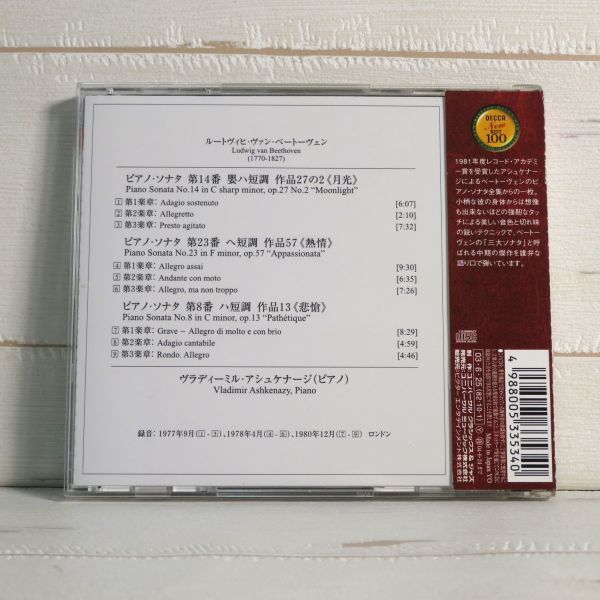 ルートヴィヒ・ヴァン・ベートーヴェン
Ludwig van Beethoven
(1770-1827)
ピアノ・ソナタ 第14番 嬰ハ短調 作品27の2《月光》
Piano Sonata No.14 in C sharp minor, op.27 No.2 “Moonlight”
1 第1楽章: Adagio sostenuto [6:07]
2 第2楽章: Allegretto [2:10]
3 第3楽章: Presto agitato [7:32]
ピアノ・ソナタ 第23番 ヘ短調 作品57《熱情》
Piano Sonata No.23 in F minor, op.57 “Appassionata”
4 第1楽章: Allegro assai [9:30]
5 第2楽章: Andante con moto [6:35]
6 第3楽章: Allegro, ma non troppo [7:26]
ピアノ・ソナタ 第8番 ハ短調 作品13《悲愴》
Piano Sonata No.8 in C minor, op.13 “Pathétique”
7 第1楽章: Grave – Allegro di molto e con brio [8:29]
8 第2楽章: Adagio cantabile [4:59]
9 第3楽章: Rondo. Allegro [4:46]
ヴラディーミル・アシュケナージ(ピアノ)
Vladimir Ashkenazy, Piano
録音：1977年9月(1-3)、1978年4月(4-6)、1980年12月(7-9) ロンドン
DECCA
New
BEST
100
1981年度レコード・アカデミ
ー賞を受賞したアシュケナー
ジによるベートーヴェンのピ
アノ・ソナタ全集からの一枚。
小柄な彼の身体からは想像
も出来ないほどの強靭なタッ
チによる美しい音色と切れ味
の鋭いテクニックで、ベートー
ヴェンの「三大ソナタ」と呼
ばれる中期の傑作を雄弁な
語り口で弾いています。
4 988005 335340
('03・6・25)
Made in Japan